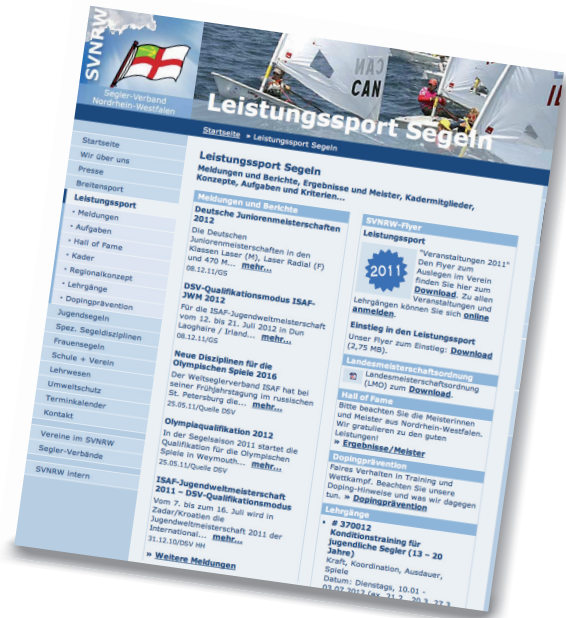 SVNRW
Segler-Verband
Nordrhein-Westfalen
CAN
CAN
Leistungssport Segeln
Startseite » Leistungssport Segeln
Startseite
Wir über uns
Presse
Breitensport
Leistungssport
• Meldungen
• Aufgaben
• Hall of Fame
• Kader
• Regionalkonzept
• Lehrgänge
• Dopingprävention
Jugendsegeln
Spez. Segeldisziplinen
Frauensegeln
Schule + Verein
Lehrwesen
Umweltschutz
Terminkalender
Kontakt
Vereine im SVNRW
Segler-Verbände
SVNRW intern
Leistungssport Segeln
Meldungen und Berichte, Ergebnisse und Meister, Kadermitglieder,
Konzepte, Aufgaben und Kriterien...
Meldungen und Berichte
Deutsche Juniorenmeisterschaften
2012
Die Deutschen
Juniorenmeisterschaften in den
Klassen Laser (M), Laser Radial (F)
und 470 M... mehr...
08.12.11/GS
DSV-Qualifikationsmodus ISAF-
JWM 2012
Für die ISAF-Jugendweltmeisterschaft
vom 12. bis 21. Juli 2012 in Dun
Laoghaire / Irland... mehr...
08.12.11/GS
Neue Disziplinen für die
Olympischen Spiele 2016
Der Weltseglerverband ISAF hat bei
seiner Frühjahrstagung im russischen
St. Petersburg die... mehr...
25.05.11/Quelle DSV
Olympiaqualifikation 2012
In der Segelsaison 2011 startet die
Qualifikation für die Olympischen
Spiele in Weymouth... mehr...
25.05.11/Quelle DSV
ISAF-Jugendweltmeisterschaft
2011 – DSV-Qualifikationsmodus
Vom 7. bis zum 16. Juli wird in
Zadar/Kroatien die
Jugendweltmeisterschaft 2011 der
International... mehr...
31.12.10/DSV HH
» Weitere Meldungen
SVNRW-Flyer
Leistungssport
2011
"Veranstaltungen 2011"
Den Flyer zum
Auslegen im Verein
finden Sie hier zum
Download. Zu allen
Veranstaltungen und
Lehrgängen können Sie sich online
anmelden.
Einstieg in den Leistungssport
Unser Flyer zum Einstieg: Download
(2,75 MB).
Landesmeisterschaftsordnung
Landesmeisterschaftsordnung
(LMO) zum Download.
Hall of Fame
Bitte beachten Sie die Meisterinnen
und Meister aus Nordrhein-Westfalen.
Wir gratulieren zu den guten
Leistungen!
» Ergebnisse/Meister
Dopingprävention
Faires Verhalten in Training und
Wettkampf. Beachten Sie unsere
Doping-Hinweise und was wir dagegen
tun. » Dopingprävention
Lehrgänge
• # 370012
Konditionstraining für
jugendliche Segler (13 – 20
Jahre)
Kraft, Koordination, Ausdauer,
Spiele
Datum: Dienstags, 10.01 -
03.07.2012 (ex. 21.2., 20.3. 27.3